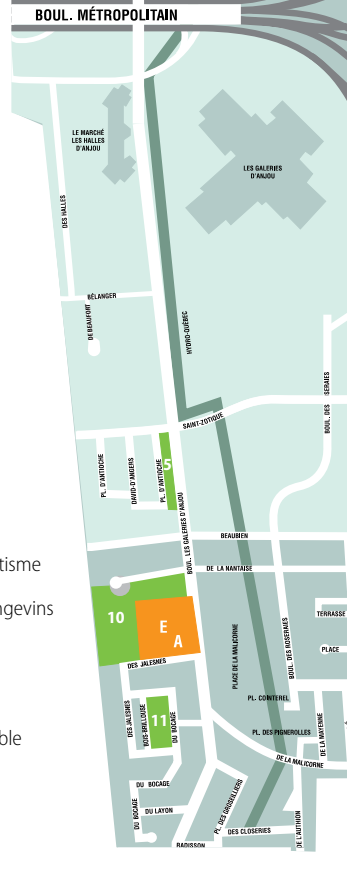 BOUL. MÉTROPOLITAIN
LE MARCHÉ
LES HALLES
D'ANJOU
LES GALERIES
D'ANJOU
DES HALLES
BÉLANGER
DE BEAUFORT
HYDRO-QUÉBEC
BOUL. DES ROSERAIES
SAINT-ZOTIQUE
PL. D'ANTIOCHE
DAVID-D'ANGERS
PL. D'ANTIOCHE
5
BOUL. LES GALERIES D'ANJOU
BEAUBIEN
tisme
DE LA NANTAISE
ngevins
10
E
A
TERRASSE
PLACE DE LA MALICORNE
BOUL. DES ROSERAIES
PLACE
DES JALESNES
PL. COINTEREL
DES JALESNES
BOIS-BRILLOUSE
11
DU BOCAGE
PL. DES PIGNEROLLES
DE LA MAYENNE
ble
DE LA MALICORNE
DU BOCAGE
PL. DES GROSEILLIERS
DU BOCAGE
DU LAYON
DES CLOSERIES
DE L'AUTHION
RADISSON